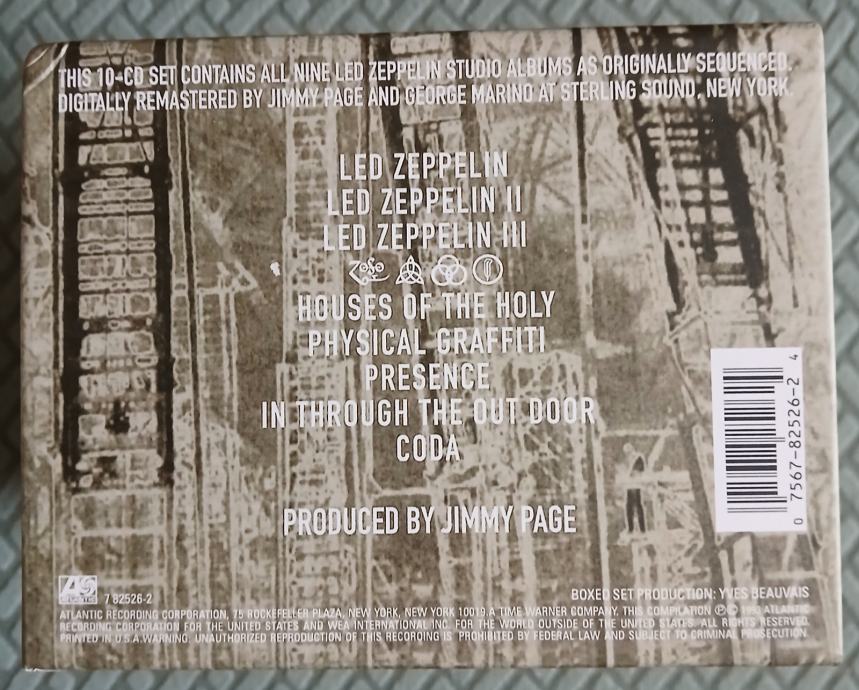 THIS 10-CD SET CONTAINS ALL NINE LED ZEPPELIN STUDIO ALBUMS AS ORIGINALLY SEQUENCED.
DIGITALLY REMASTERED BY JIMMY PAGE AND GEORGE MARINO AT STERLING SOUND, NEW YORK.
LED ZEPPELIN
LED ZEPPELIN II
LED ZEPPELIN III
ZoSo
HOUSES OF THE HOLY
PHYSICAL GRAFFITI
PRESENCE
IN THROUGH THE OUT DOOR
CODA
PRODUCED BY JIMMY PAGE
0 7567-82526-2 4
ATLANTIC
7 82526-2
BOXED SET PRODUCTION: YVES BEAUVAIS
ATLANTIC RECORDING CORPORATION, 75 ROCKEFELLER PLAZA, NEW YORK, NEW YORK 10019.A TIME WARNER COMPANY. THIS COMPILATION ℗© 1993 ATLANTIC
RECORDING CORPORATION FOR THE UNITED STATES AND WEA INTERNATIONAL INC. FOR THE WORLD OUTSIDE OF THE UNITED STATES. ALL RIGHTS RESERVED.
PRINTED IN U.S.A.WARNING. UNAUTHORIZED REPRODUCTION OF THIS RECORDING IS PROHIBITED BY FEDERAL LAW AND SUBJECT TO CRIMINAL PROSECUTION.